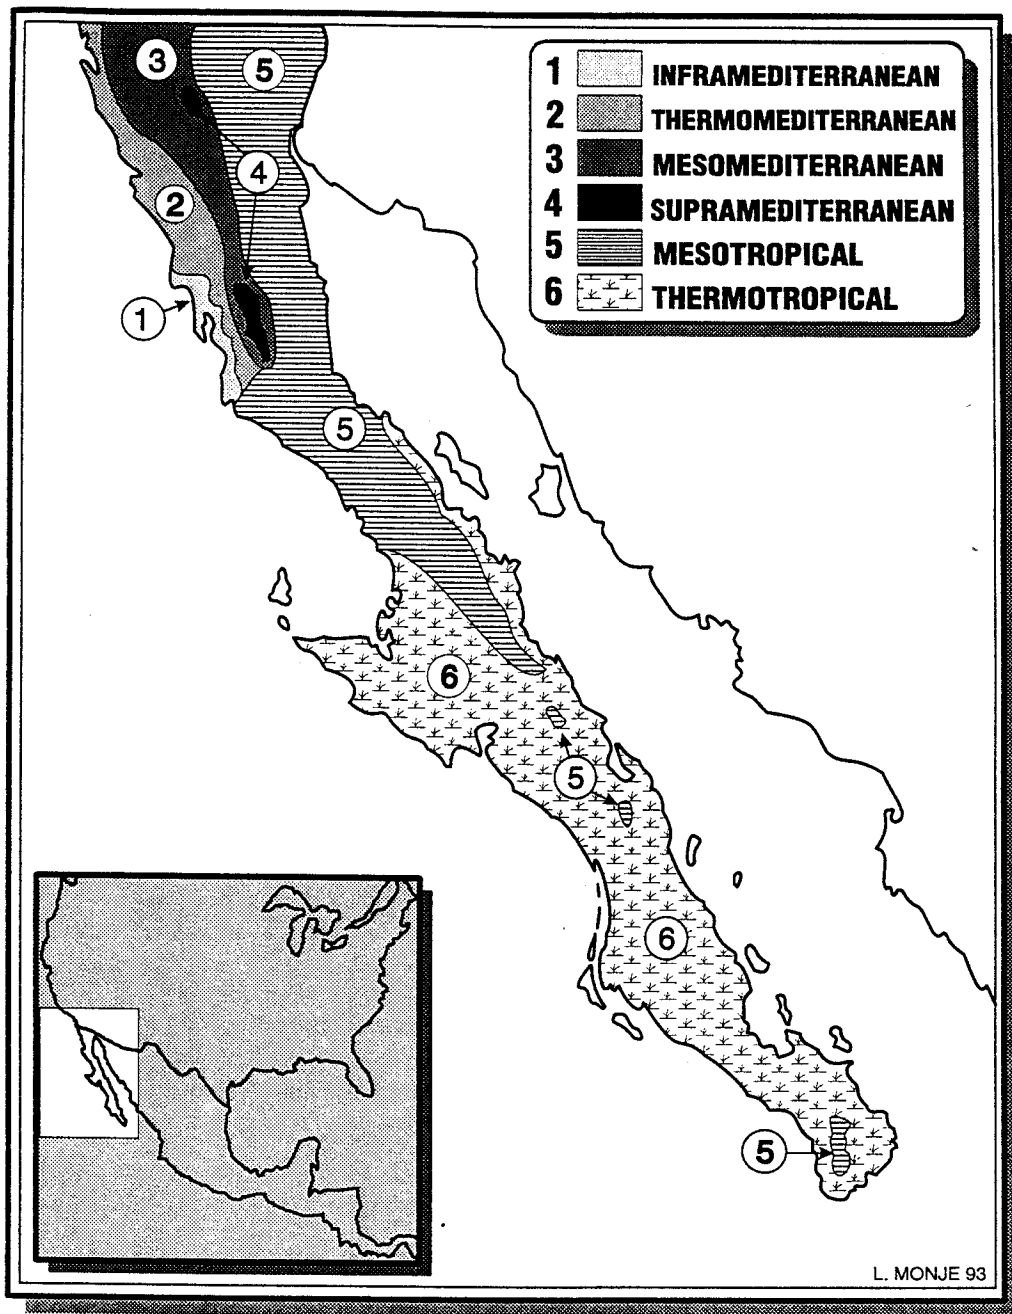 1 INFRAMEDITERRANEAN
2 THERMOMEDITERRANEAN
3 MESOMEDITERRANEAN
4 SUPRAMEDITERRANEAN
5 MESOTROPICAL
6 THERMOTROPICAL
3
5
4
2
1
5
6
5
6
5
L. MONJE 93